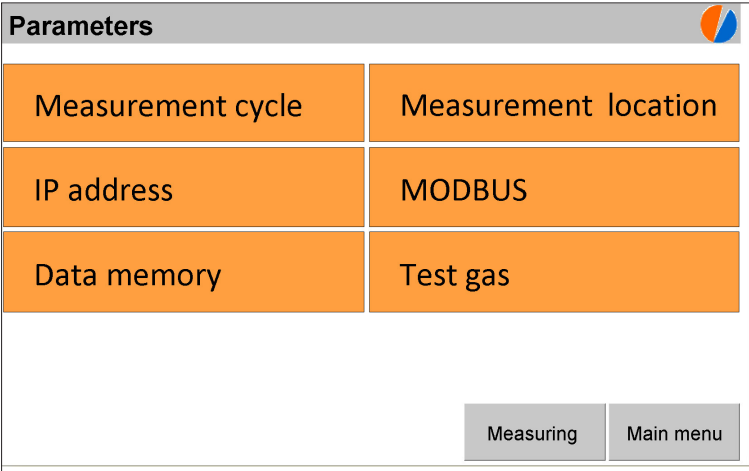 Parameters
Measurement cycle
Measurement location
IP address
MODBUS
Data memory
Test gas
Measuring
Main menu